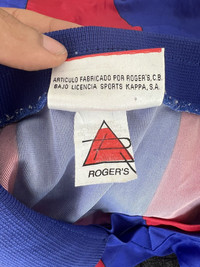 ARTICULO FABRICADO POR ROGER'S, C.B.
BAJO LICENCIA SPORTS KAPPA, S.A.
ROGER'S